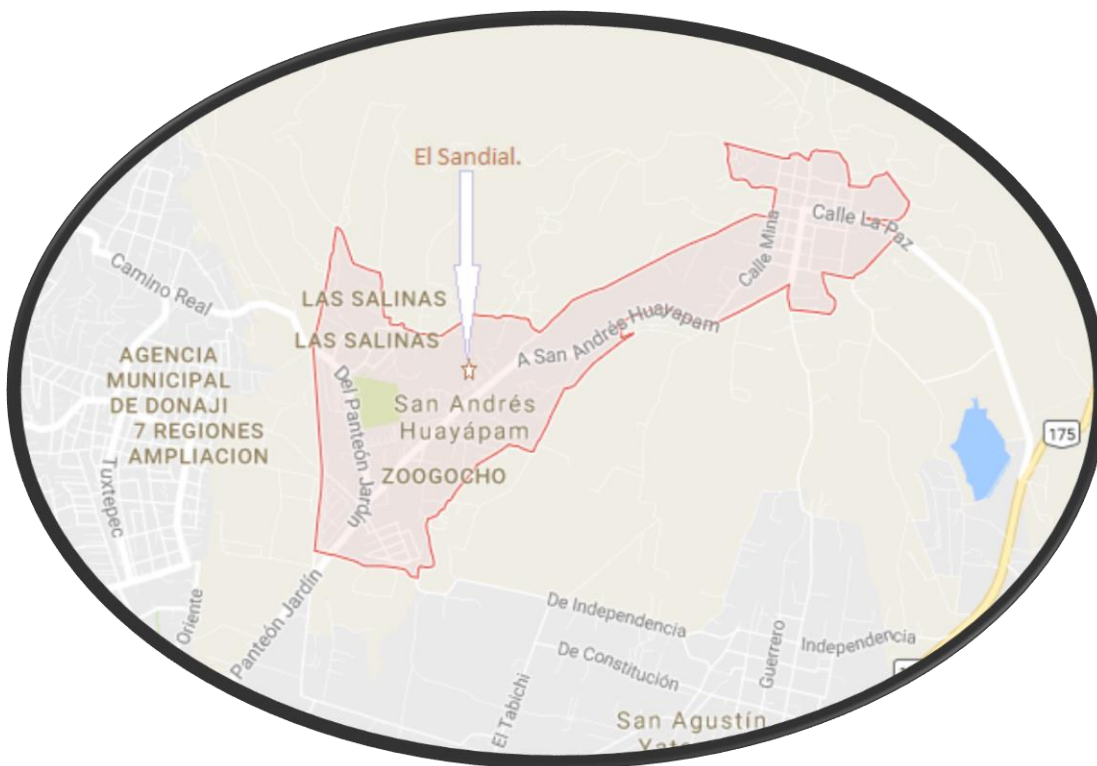 El Sandial.
Calle La Paz
Calle Mina
Camino Real
LAS SALINAS
LAS SALINAS
A San Andrés Huayapam
AGENCIA
MUNICIPAL
DE DONAJI
7 REGIONES
AMPLIACION
Del Panteón Jardín
San Andrés
Huayápam
175
ZOOGOCHO
Tuxtepec
Oriente
Panteón Jardín
De Independencia
Independencia
Guerrero
De Constitución
El Tabichi
San Agustín